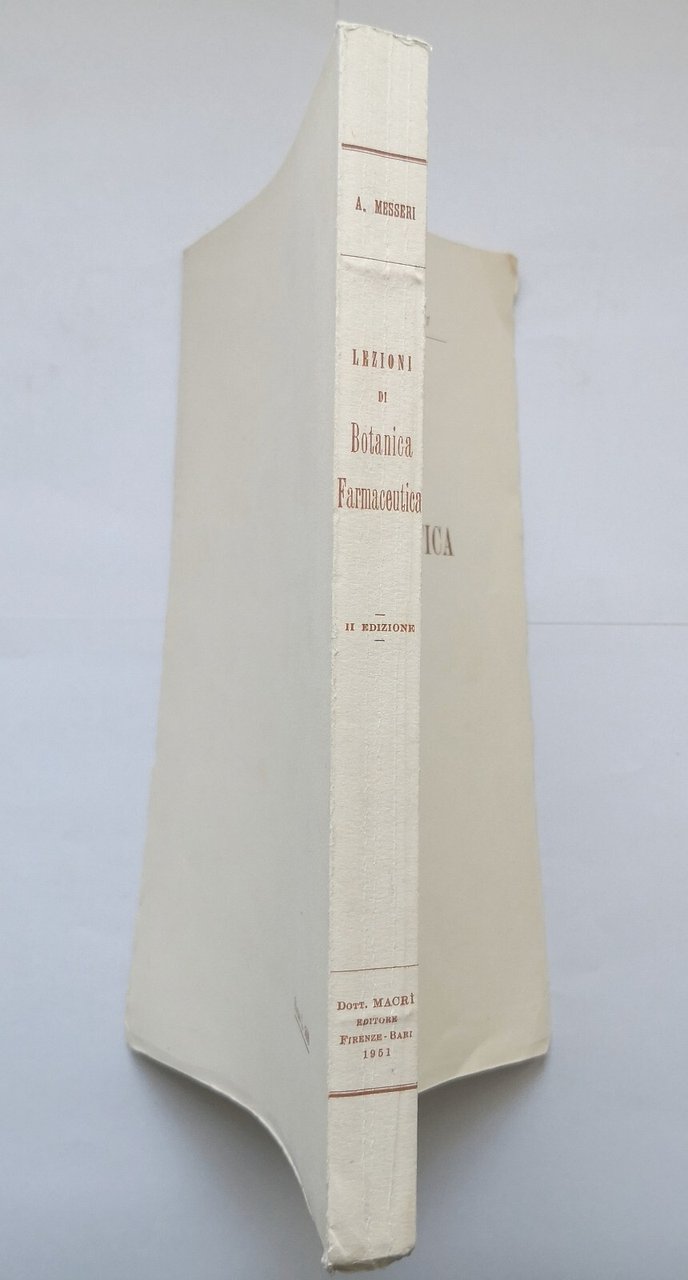 A. MESSERI
LEZIONI
DI
Botanica
Farmaceutica
II EDIZIONE
DOTT. MACRÌ
EDITORE
FIRENZE - BARI
1951
ICA